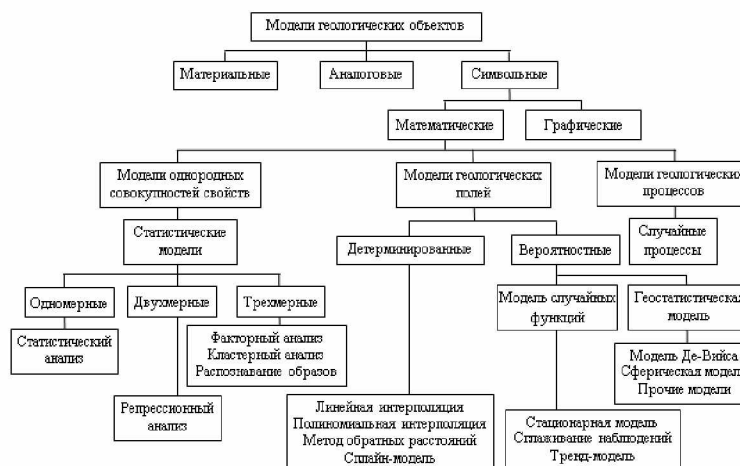 Модели геологических объектов
Материальные
Аналоговые
Символьные
Математические
Графические
Модели однородных
совокупностей свойств
Модели геологических
полей
Модели геологических
процессов
Статистические
модели
Детерминированные
Вероятностные
Случайные
процессы
Одномерные
Двухмерные
Трехмерные
Модель случайных
функций
Геостатистическая
модель
Статистический
анализ
Факторный анализ
Кластерный анализ
Распознавание образов
Модель Де-Вийса
Сферическая модель
Прочие модели
Репрессионный
анализ
Линейная интерполяция
Полиномиальная интерполяция
Метод обратных расстояний
Сплайн-модель
Стационарная модель
Сглаживание наблюдений
Тренд-модель